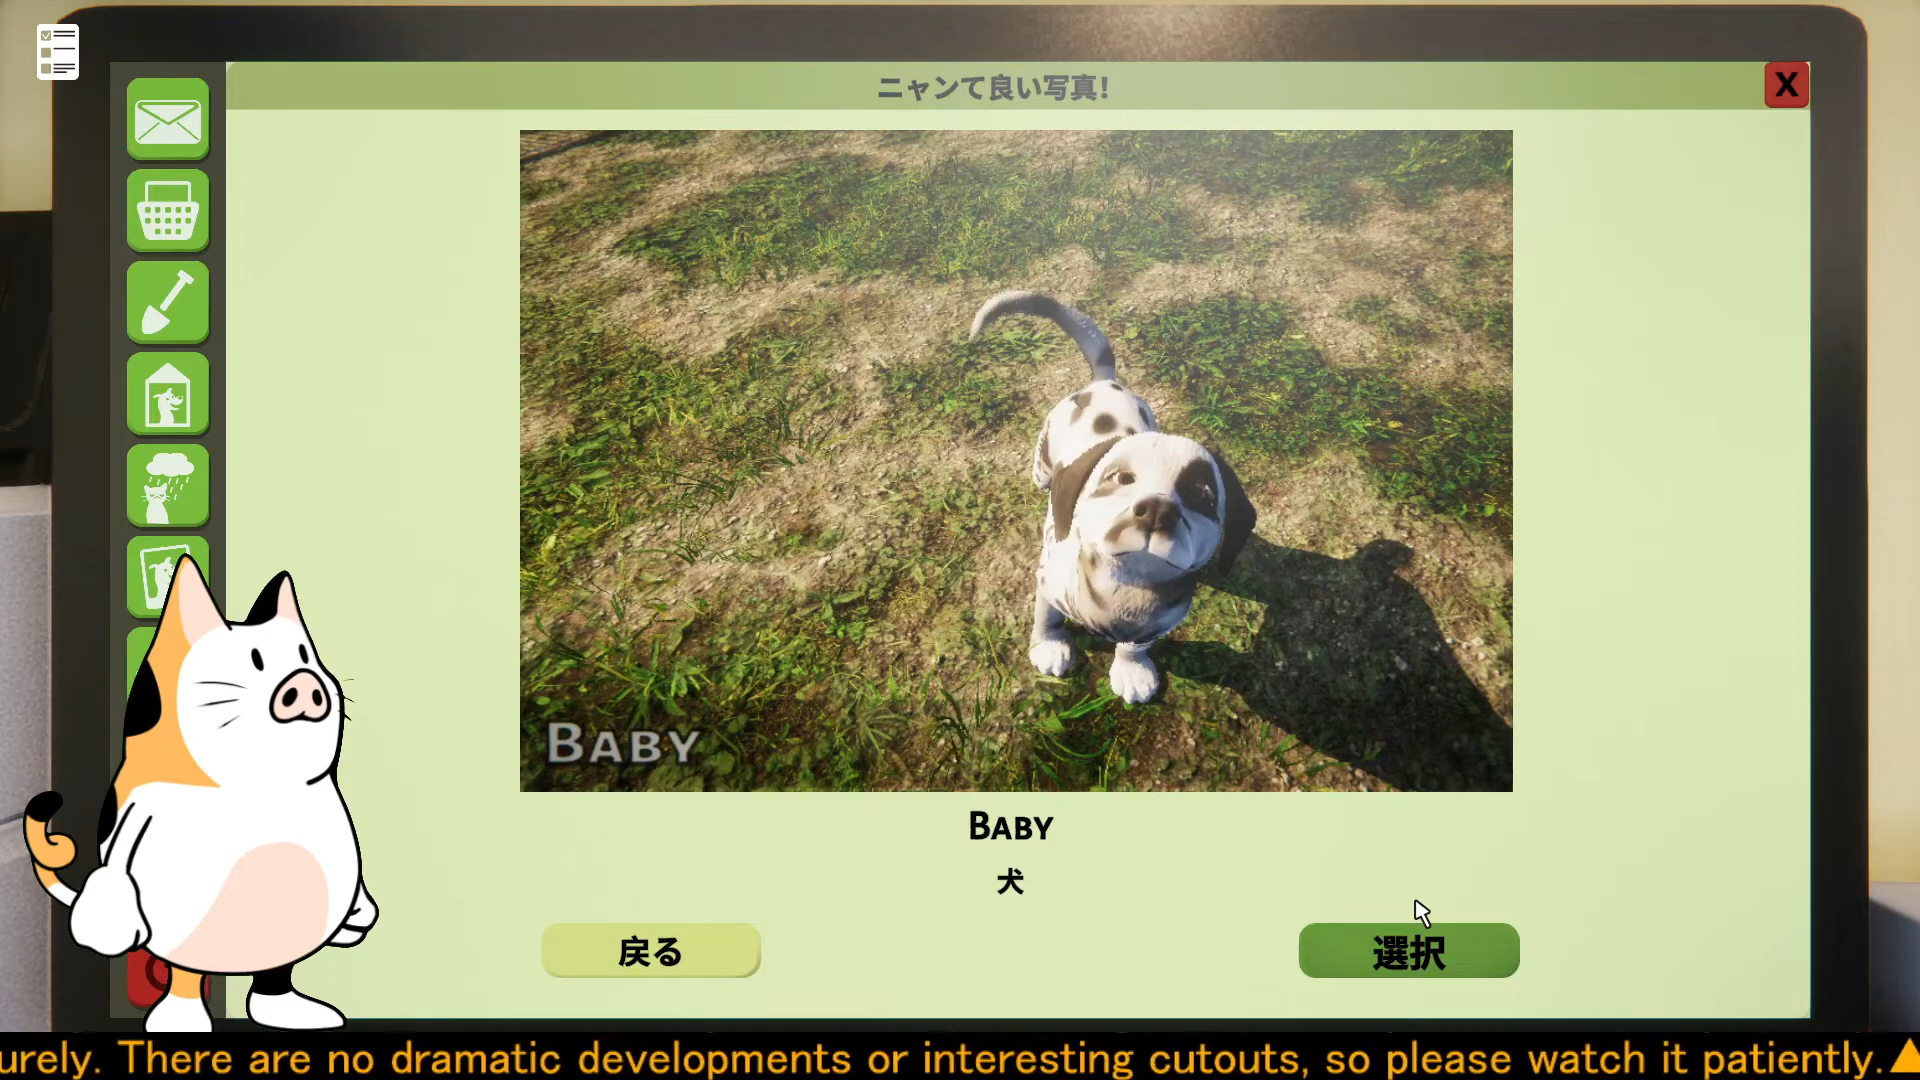 ニャンて良い写真!
X
BABY
BABY
犬
戻る
選択
urely. There are no dramatic developments or interesting cutouts, so please watch it patiently.▲